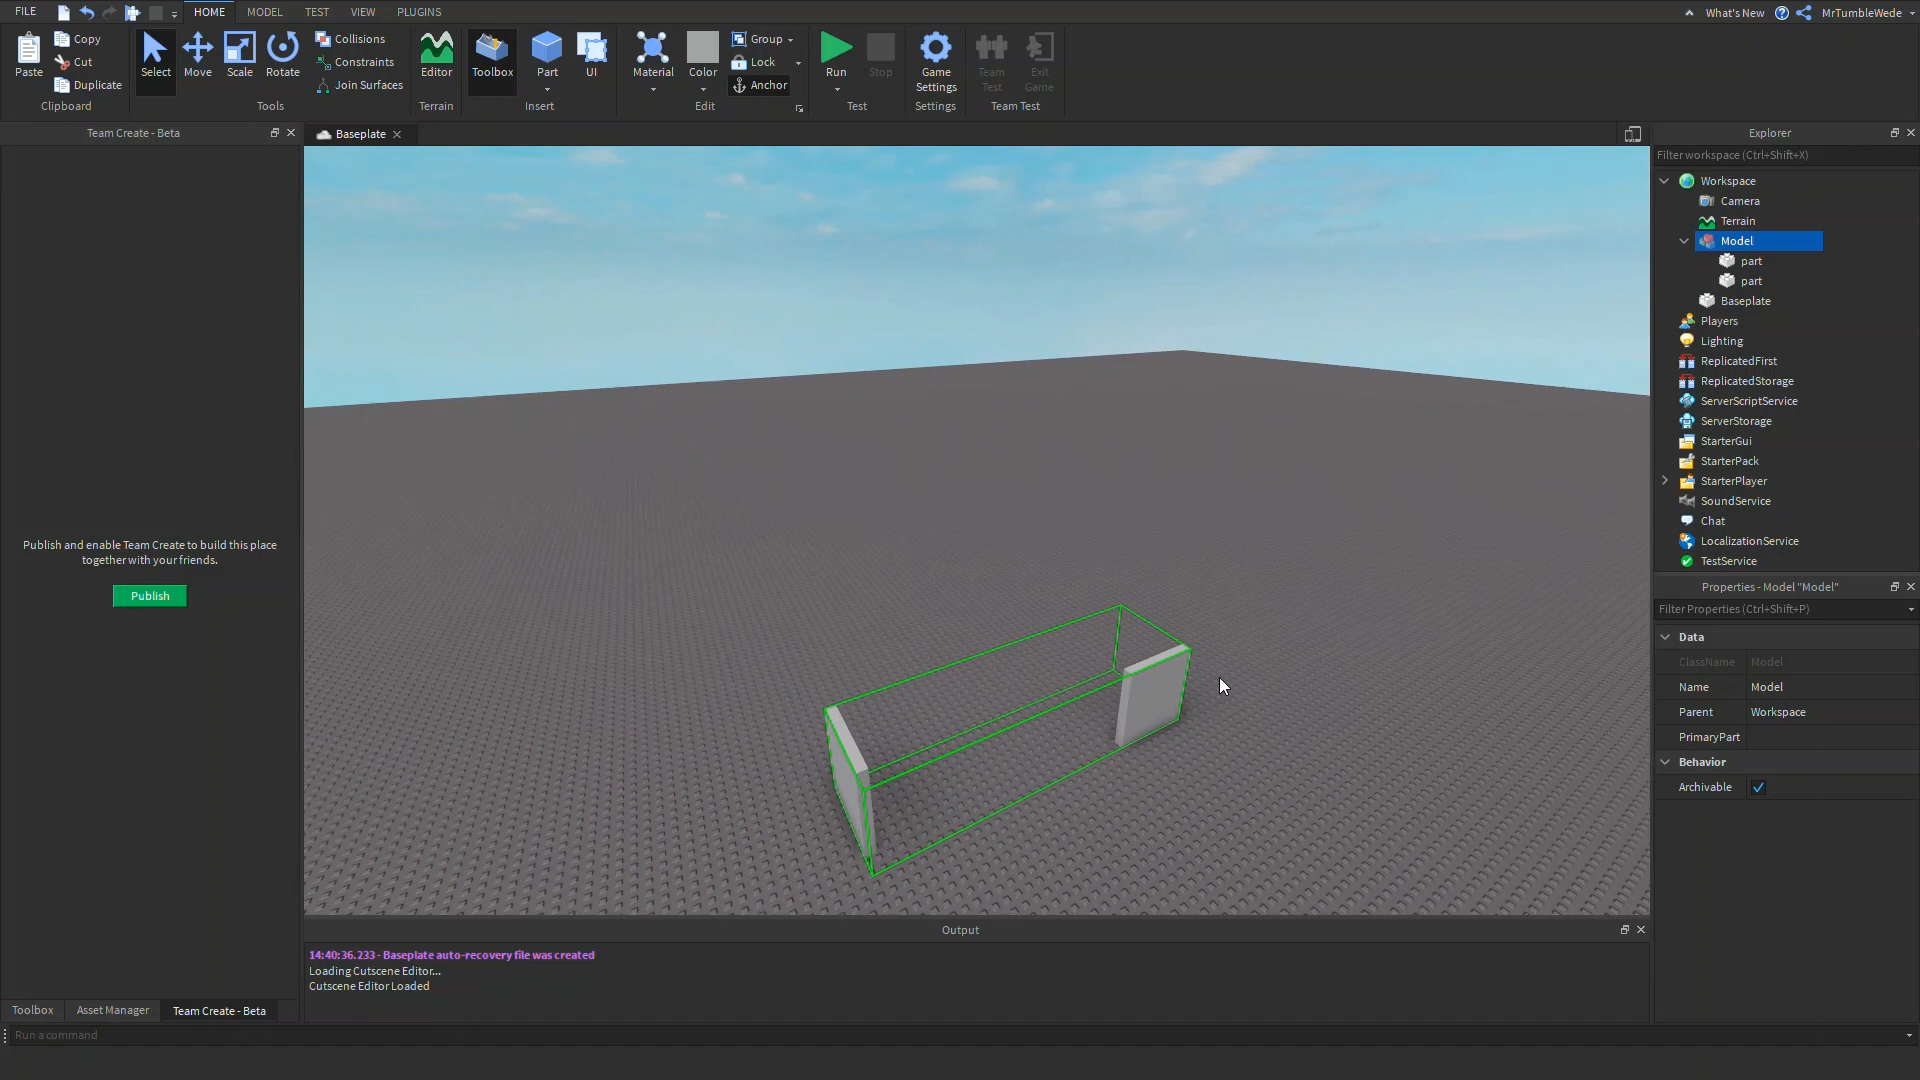 FILE
HOME
MODEL
TEST
VIEW
PLUGINS
What's New
MrTumbleWede
Paste
Copy
Cut
Duplicate
Clipboard
Select
Move
Scale
Rotate
Collisions
Constraints
Join Surfaces
Tools
Editor
Terrain
Toolbox
Part
UI
Insert
Material
Color
Group
Lock
Anchor
Edit
Run
Stop
Test
Game
Settings
Settings
Team
Test
Exit
Game
Team Test
Team Create - Beta
Publish and enable Team Create to build this place
together with your friends.
Publish
Toolbox
Asset Manager
Team Create - Beta
Baseplate
Output
14:40:36.233 - Baseplate auto-recovery file was created
Loading Cutscene Editor...
Cutscene Editor Loaded
Run a command
Explorer
Filter workspace (Ctrl+Shift+X)
Workspace
Camera
Terrain
Model
part
part
Baseplate
Players
Lighting
ReplicatedFirst
ReplicatedStorage
ServerScriptService
ServerStorage
StarterGui
StarterPack
StarterPlayer
SoundService
Chat
LocalizationService
TestService
Properties - Model "Model"
Filter Properties (Ctrl+Shift+P)
Data
ClassName Model
Name Model
Parent Workspace
PrimaryPart
Behavior
Archivable